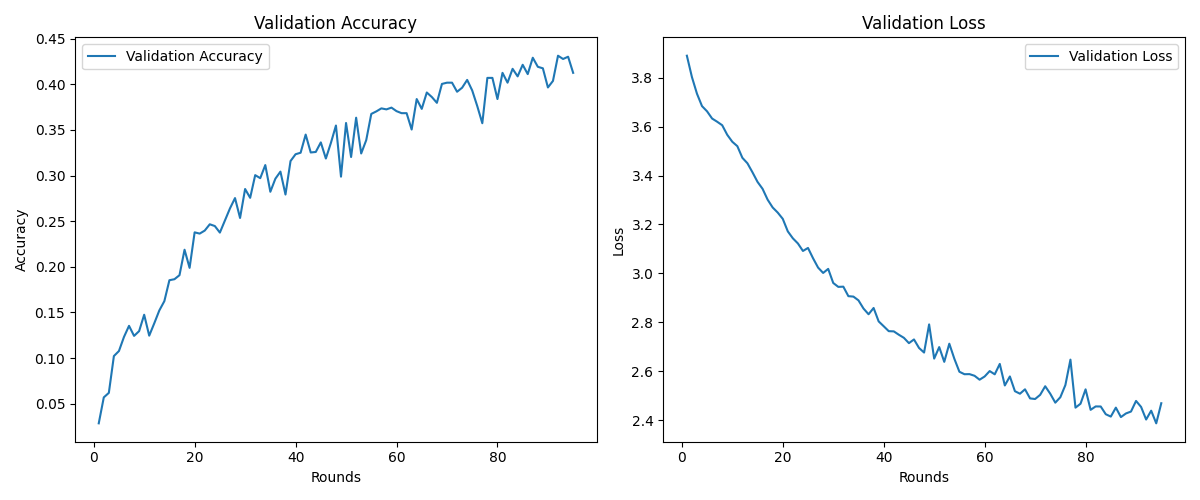 Validation Accuracy
Validation Accuracy
0.45
0.40
0.35
0.30
0.25
0.20
0.15
0.10
0.05
Accuracy
0 20 40 60 80
Rounds
Validation Loss
Validation Loss
3.8
3.6
3.4
3.2
3.0
2.8
2.6
2.4
Loss
0 20 40 60 80
Rounds